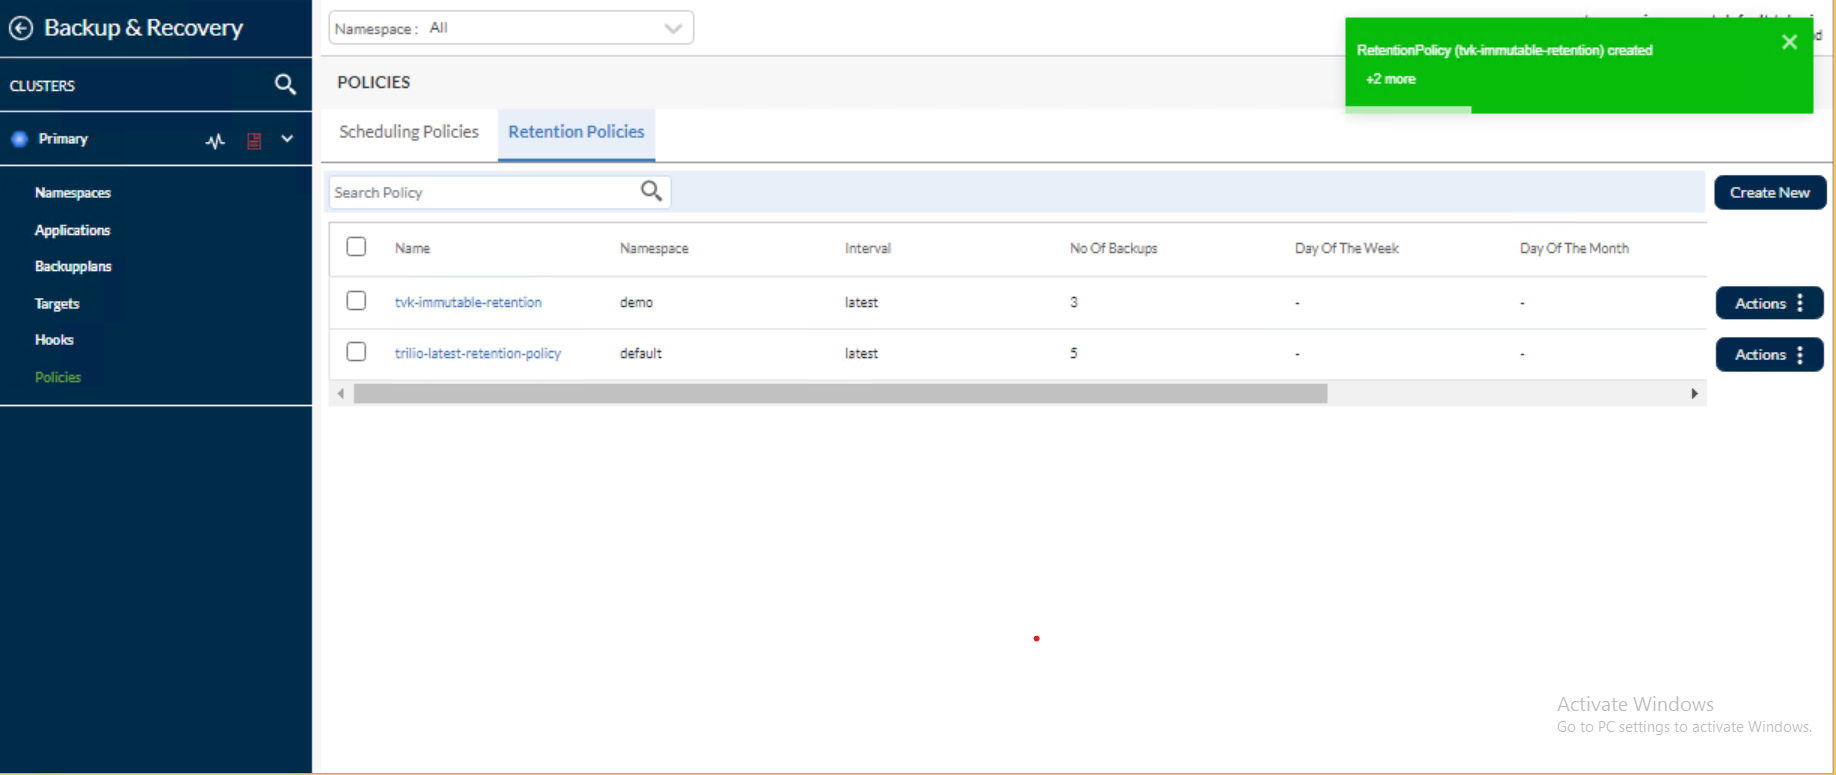 Backup & Recovery
CLUSTERS
Primary
Namespaces
Applications
Backupplans
Targets
Hooks
Policies
Namespace : All
POLICIES
RetentionPolicy (tvk-immutable-retention) created
+2 more
Scheduling Policies Retention Policies
Search Policy
Create New
Name Namespace Interval No Of Backups Day Of The Week Day Of The Month
tvk-immutable-retention demo latest 3 - - Actions
trilio-latest-retention-policy default latest 5 - - Actions
Activate Windows
Go to PC settings to activate Windows.